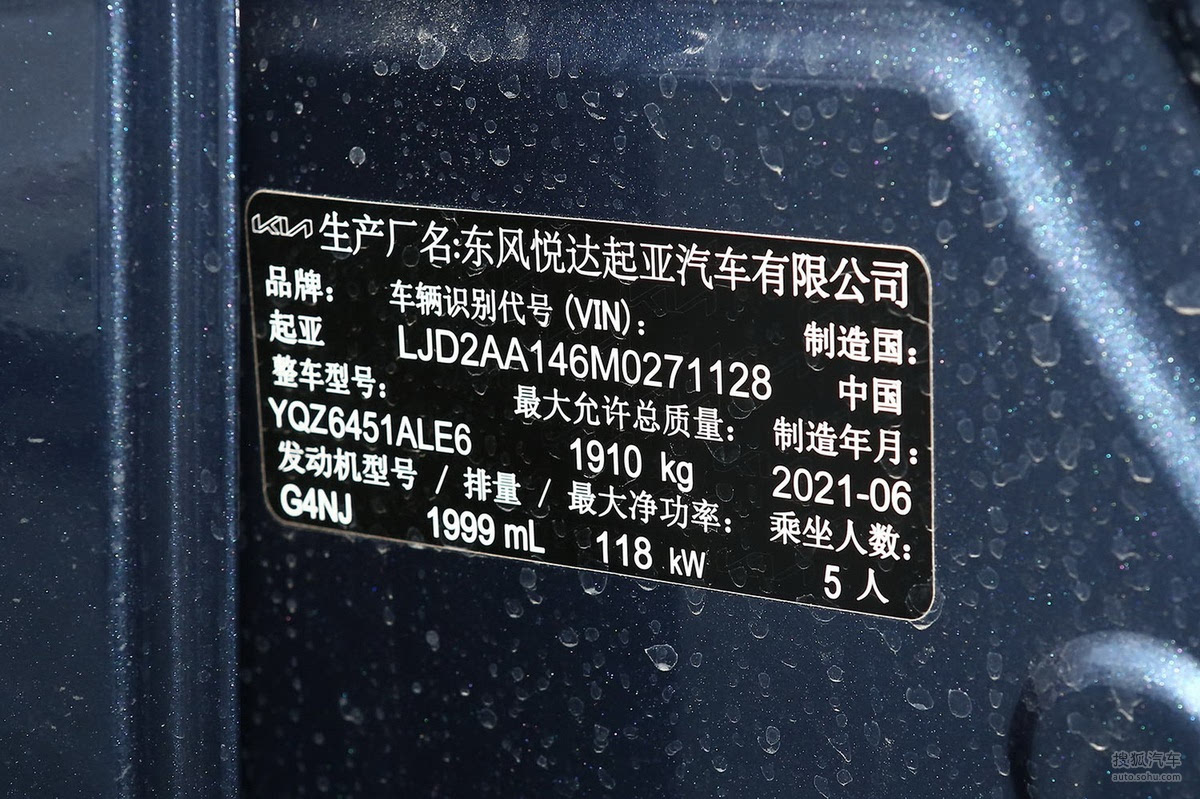 KIA 生产厂名:东风悦达起亚汽车有限公司
品牌: 车辆识别代号(VIN): 制造国:
起亚 LJD2AA146M0271128 中国
整车型号: 最大允许总质量: 制造年月:
YQZ6451ALE6 1910 kg 2021-06
发动机型号 / 排量 / 最大净功率: 乘坐人数:
G4NJ 1999 mL 118 kW 5 人
搜狐汽车
auto.sohu.com